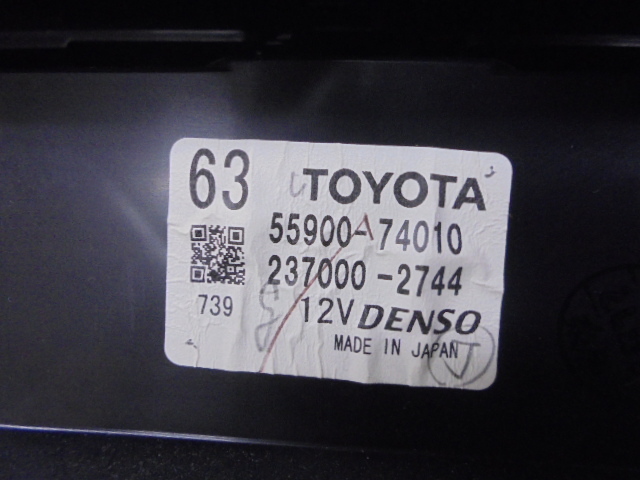 63 TOYOTA
55900-74010
237000-2744
739 12V DENSO
MADE IN JAPAN J